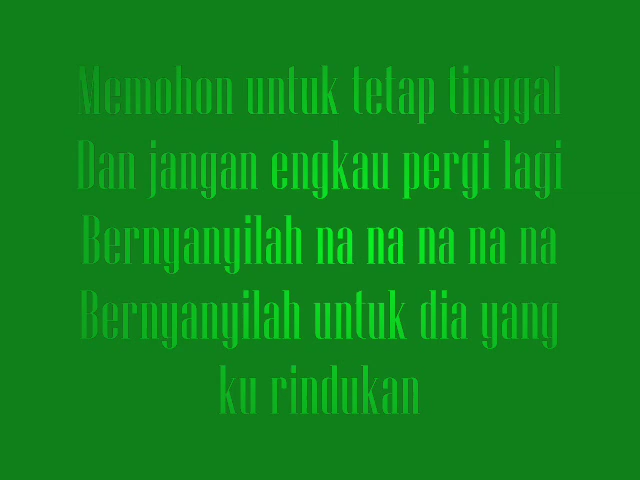 Memohon untuk tetap tinggal
Dan jangan engkau pergi lagi
Bernyanyilah na na na na na
Bernyanyilah untuk dia yang
ku rindukan